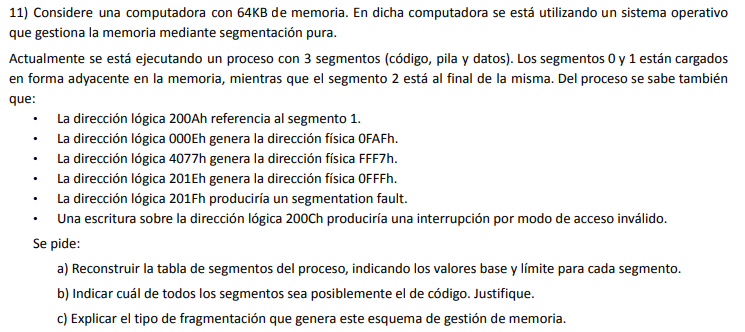 11) Considere una computadora con 64KB de memoria. En dicha computadora se está utilizando un sistema operativo
que gestiona la memoria mediante segmentación pura.
Actualmente se está ejecutando un proceso con 3 segmentos (código, pila y datos). Los segmentos 0 y 1 están cargados
en forma adyacente en la memoria, mientras que el segmento 2 está al final de la misma. Del proceso se sabe también
que:
• La dirección lógica 200Ah referencia al segmento 1.
• La dirección lógica 000Eh genera la dirección física 0FAFh.
• La dirección lógica 4077h genera la dirección física FFF7h.
• La dirección lógica 201Eh genera la dirección física 0FFFh.
• La dirección lógica 201Fh produciría un segmentation fault.
• Una escritura sobre la dirección lógica 200Ch produciría una interrupción por modo de acceso inválido.
Se pide:
a) Reconstruir la tabla de segmentos del proceso, indicando los valores base y límite para cada segmento.
b) Indicar cuál de todos los segmentos sea posiblemente el de código. Justifique.
c) Explicar el tipo de fragmentación que genera este esquema de gestión de memoria.